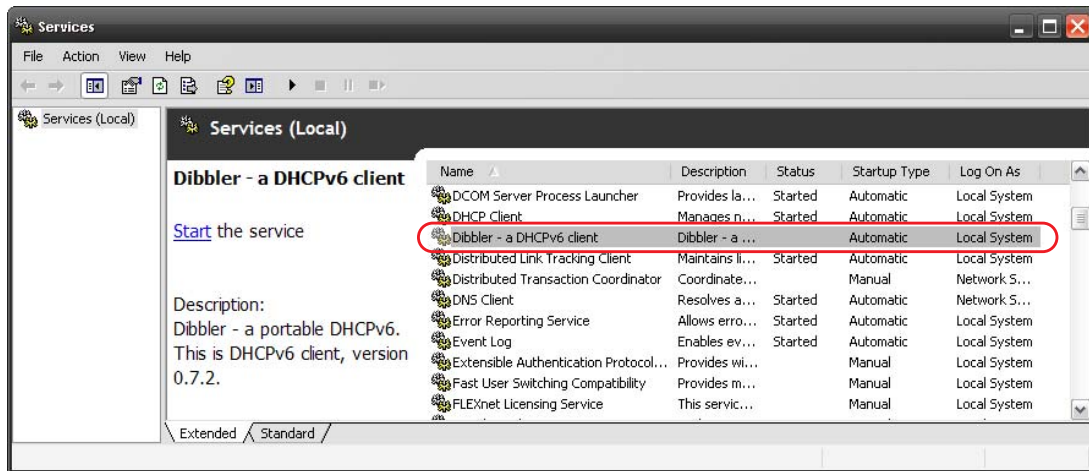 Services
File Action View Help
Services (Local)
Services (Local)
Dibbler - a DHCPv6 client
Start the service
Description:
Dibbler - a portable DHCPv6.
This is DHCPv6 client, version
0.7.2.
Name Description Status Startup Type Log On As
DCOM Server Process Launcher Provides la... Started Automatic Local System
DHCP Client Manages n... Started Automatic Local System
Dibbler - a DHCPv6 client Dibbler - a ... Automatic Local System
Distributed Link Tracking Client Maintains li... Started Automatic Local System
Distributed Transaction Coordinator Coordinate... Manual Network S...
DNS Client Resolves a... Started Automatic Network S...
Error Reporting Service Allows erro... Started Automatic Local System
Event Log Enables ev... Started Automatic Local System
Extensible Authentication Protocol... Provides wi... Manual Local System
Fast User Switching Compatibility Provides m... Manual Local System
FLEXnet Licensing Service This servic... Manual Local System
Extended Standard